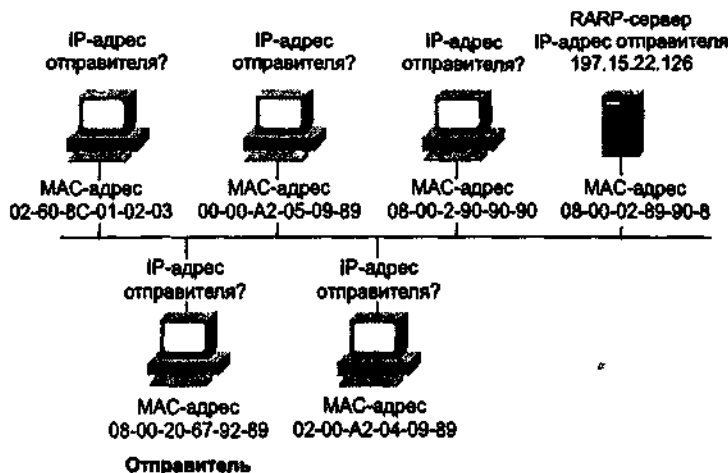 IP-адрес
отправителя?
IP-адрес
отправителя?
IP-адрес
отправителя?
RARP-сервер
IP-адрес отправителя
197.15.22.126
MAC-адрес
02-60-8C-01-02-03
MAC-адрес
00-00-A2-05-09-89
MAC-адрес
08-00-2-90-90-90
MAC-адрес
08-00-02-89-90-8
IP-адрес
отправителя?
IP-адрес
отправителя?
MAC-адрес
08-00-20-67-92-89
MAC-адрес
02-00-A2-04-09-89
Отправитель